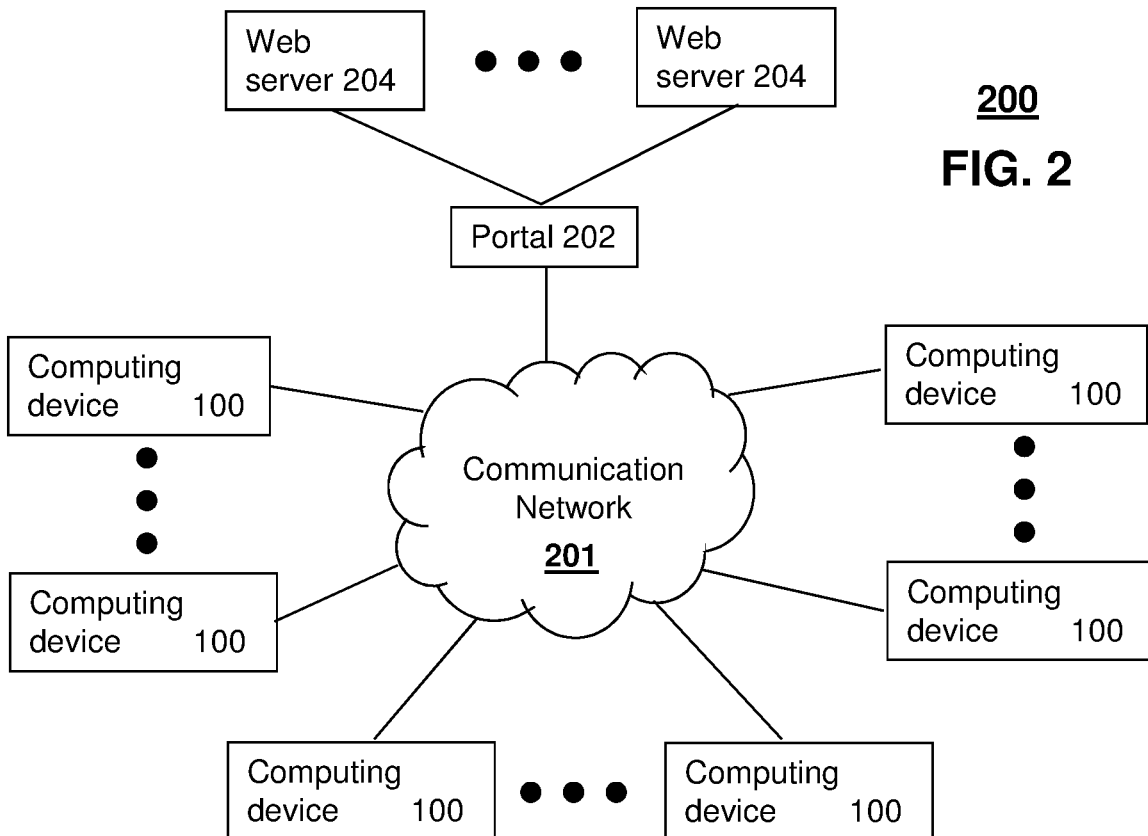 Web
server 204
Web
server 204
200
FIG. 2
Portal 202
Computing
device 100
Computing
device 100
Communication
Network
201
Computing
device 100
Computing
device 100
Computing
device 100
Computing
device 100